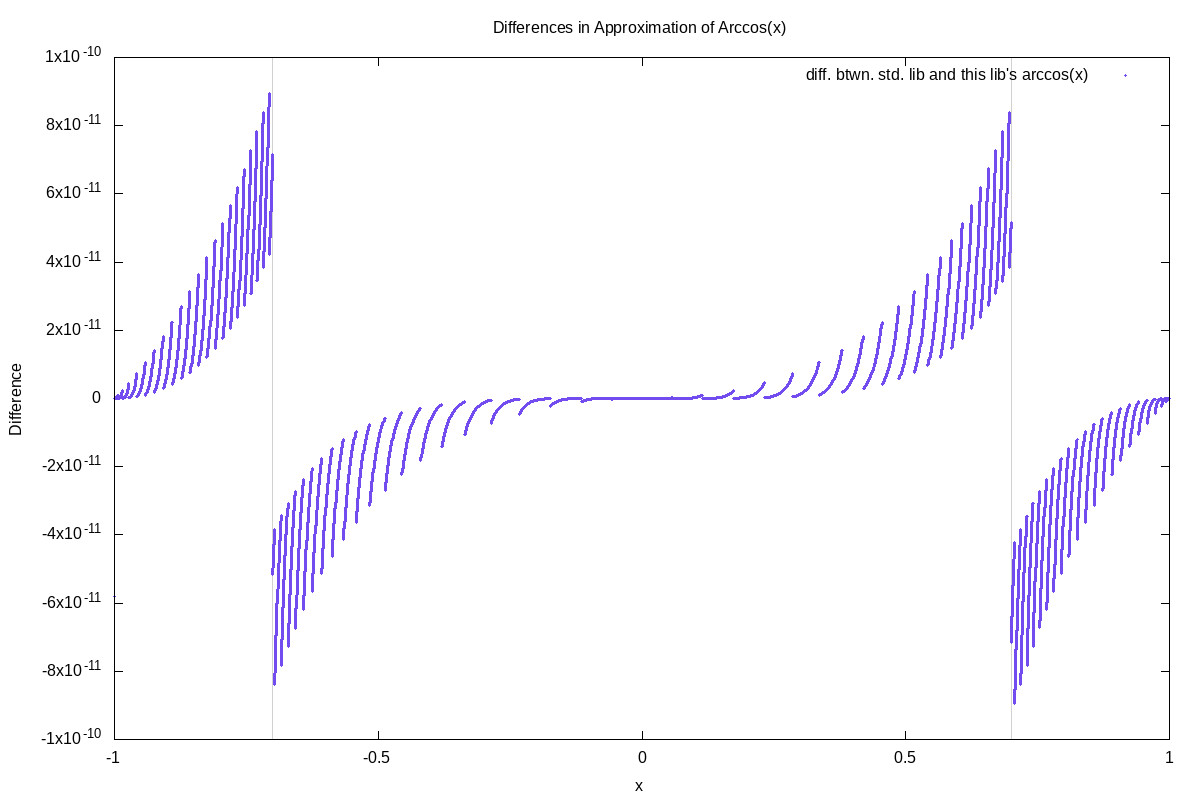 Differences in Approximation of Arccos(x)
diff. btwn. std. lib and this lib's arccos(x)
1x10^-10
8x10^-11
6x10^-11
4x10^-11
2x10^-11
0
-2x10^-11
-4x10^-11
-6x10^-11
-8x10^-11
-1x10^-10
Difference
-1 -0.5 0 0.5 1
x